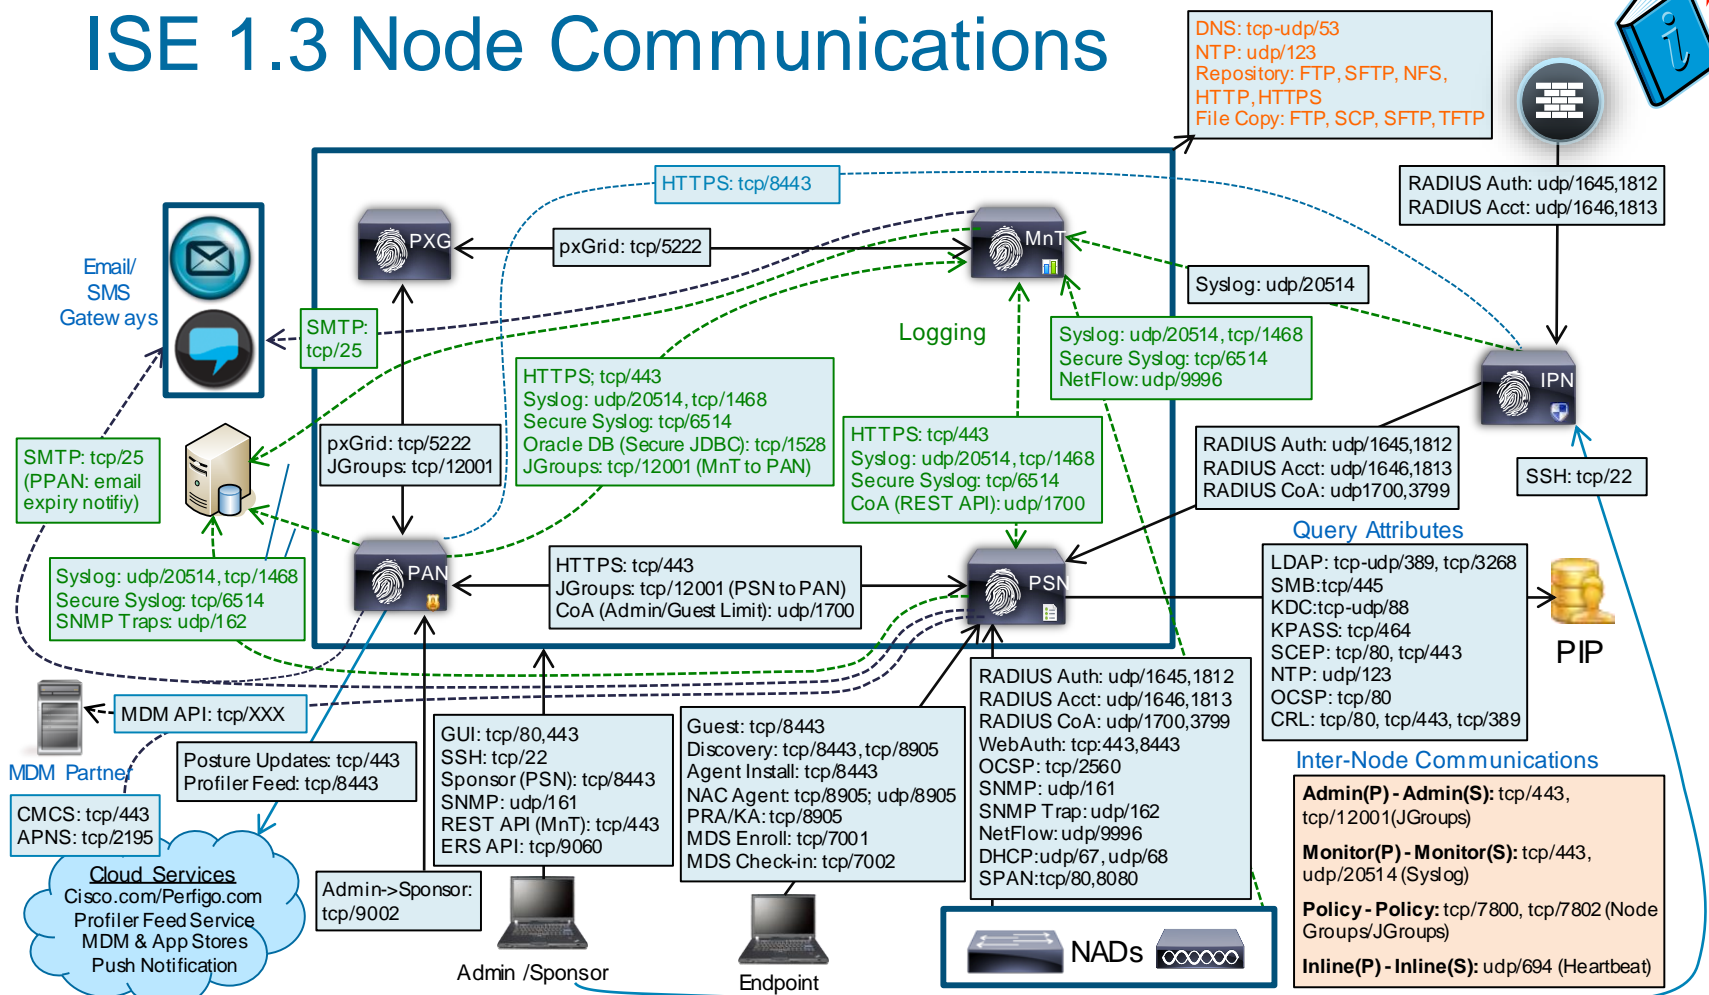 ISE 1.3 Node Communications
DNS: tcp-udp/53
NTP: udp/123
Repository: FTP, SFTP, NFS,
HTTP, HTTPS
File Copy: FTP, SCP, SFTP, TFTP
i
HTTPS: tcp/8443
RADIUS Auth: udp/1645,1812
RADIUS Acct: udp/1646,1813
PXG
pxGrid: tcp/5222
MnT
Email/
SMS
Gateways
Syslog: udp/20514
SMTP:
tcp/25
Logging
Syslog: udp/20514, tcp/1468
Secure Syslog: tcp/6514
NetFlow: udp/9996
IPN
HTTPS; tcp/443
Syslog: udp/20514, tcp/1468
Secure Syslog: tcp/6514
Oracle DB (Secure JDBC): tcp/1528
JGroups: tcp/12001 (MnT to PAN)
pxGrid: tcp/5222
JGroups: tcp/12001
HTTPS: tcp/443
Syslog: udp/20514, tcp/1468
Secure Syslog: tcp/6514
CoA (REST API): udp/1700
RADIUS Auth: udp/1645,1812
RADIUS Acct: udp/1646,1813
RADIUS CoA: udp1700,3799
SSH: tcp/22
SMTP: tcp/25
(PPAN: email
expiry notifiy)
Query Attributes
PAN
HTTPS: tcp/443
JGroups: tcp/12001 (PSN to PAN)
CoA (Admin/Guest Limit): udp/1700
PSN
LDAP: tcp-udp/389, tcp/3268
SMB:tcp/445
KDC:tcp-udp/88
KPASS: tcp/464
SCEP: tcp/80, tcp/443
NTP: udp/123
OCSP: tcp/80
CRL: tcp/80, tcp/443, tcp/389
PIP
Syslog: udp/20514, tcp/1468
Secure Syslog: tcp/6514
SNMP Traps: udp/162
MDM API: tcp/XXX
MDM Partner
Posture Updates: tcp/443
Profiler Feed: tcp/8443
GUI: tcp/80,443
SSH: tcp/22
Sponsor (PSN): tcp/8443
SNMP: udp/161
REST API (MnT): tcp/443
ERS API: tcp/9060
Guest: tcp/8443
Discovery: tcp/8443, tcp/8905
Agent Install: tcp/8443
NAC Agent: tcp/8905; udp/8905
PRA/KA: tcp/8905
MDS Enroll: tcp/7001
MDS Check-in: tcp/7002
RADIUS Auth: udp/1645,1812
RADIUS Acct: udp/1646,1813
RADIUS CoA: udp/1700,3799
WebAuth: tcp:443,8443
OCSP: tcp/2560
SNMP: udp/161
SNMP Trap: udp/162
NetFlow: udp/9996
DHCP:udp/67, udp/68
SPAN:tcp/80,8080
Inter-Node Communications
Admin(P) - Admin(S): tcp/443,
tcp/12001(JGroups)
Monitor(P) - Monitor(S): tcp/443,
udp/20514 (Syslog)
Policy - Policy: tcp/7800, tcp/7802 (Node
Groups/JGroups)
Inline(P) - Inline(S): udp/694 (Heartbeat)
CMCS: tcp/443
APNS: tcp/2195
Cloud Services
Cisco.com/Perfigo.com
Profiler Feed Service
MDM & App Stores
Push Notification
Admin->Sponsor:
tcp/9002
Admin /Sponsor
Endpoint
NADs